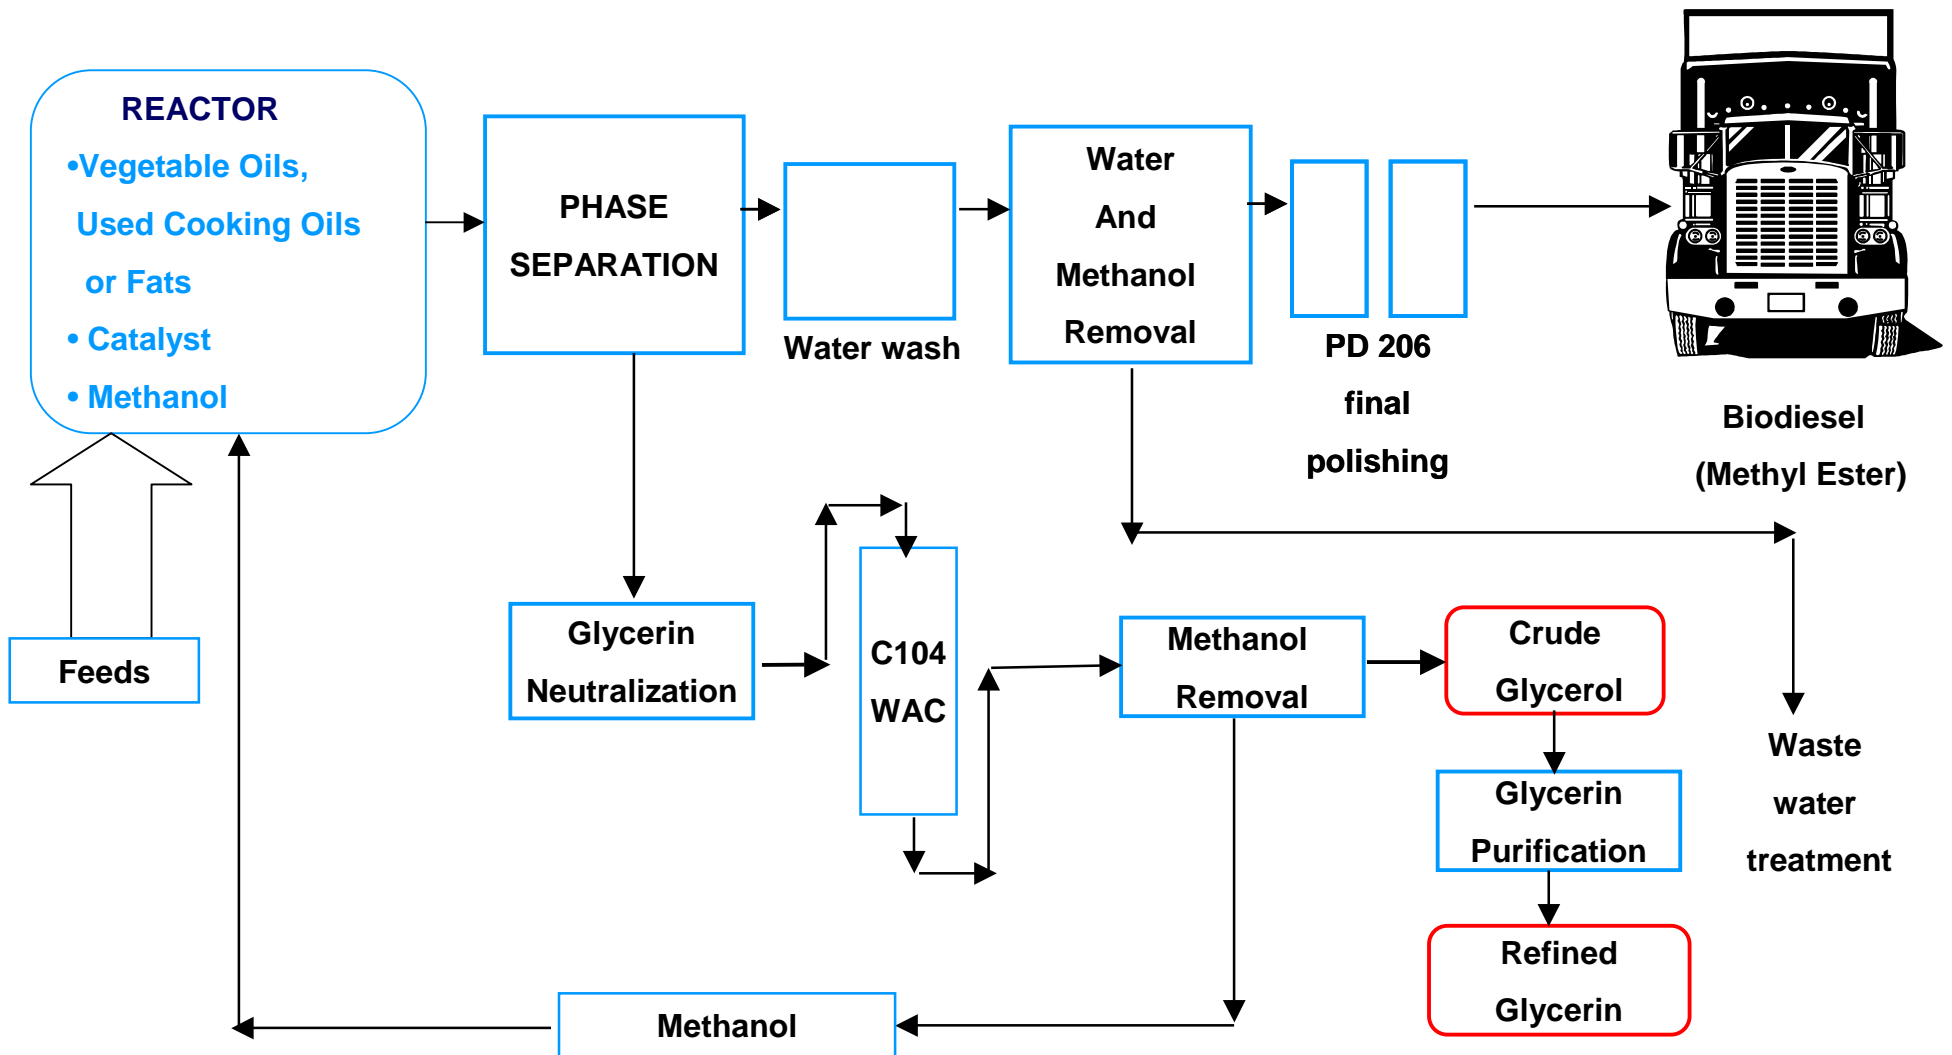 REACTOR
•Vegetable Oils,
Used Cooking Oils
or Fats
• Catalyst
• Methanol
Feeds
PHASE
SEPARATION
Water wash
Water
And
Methanol
Removal
PD 206
final
polishing
Biodiesel
(Methyl Ester)
Glycerin
Neutralization
C104
WAC
Methanol
Removal
Crude
Glycerol
Glycerin
Purification
Refined
Glycerin
Waste
water
treatment
Methanol